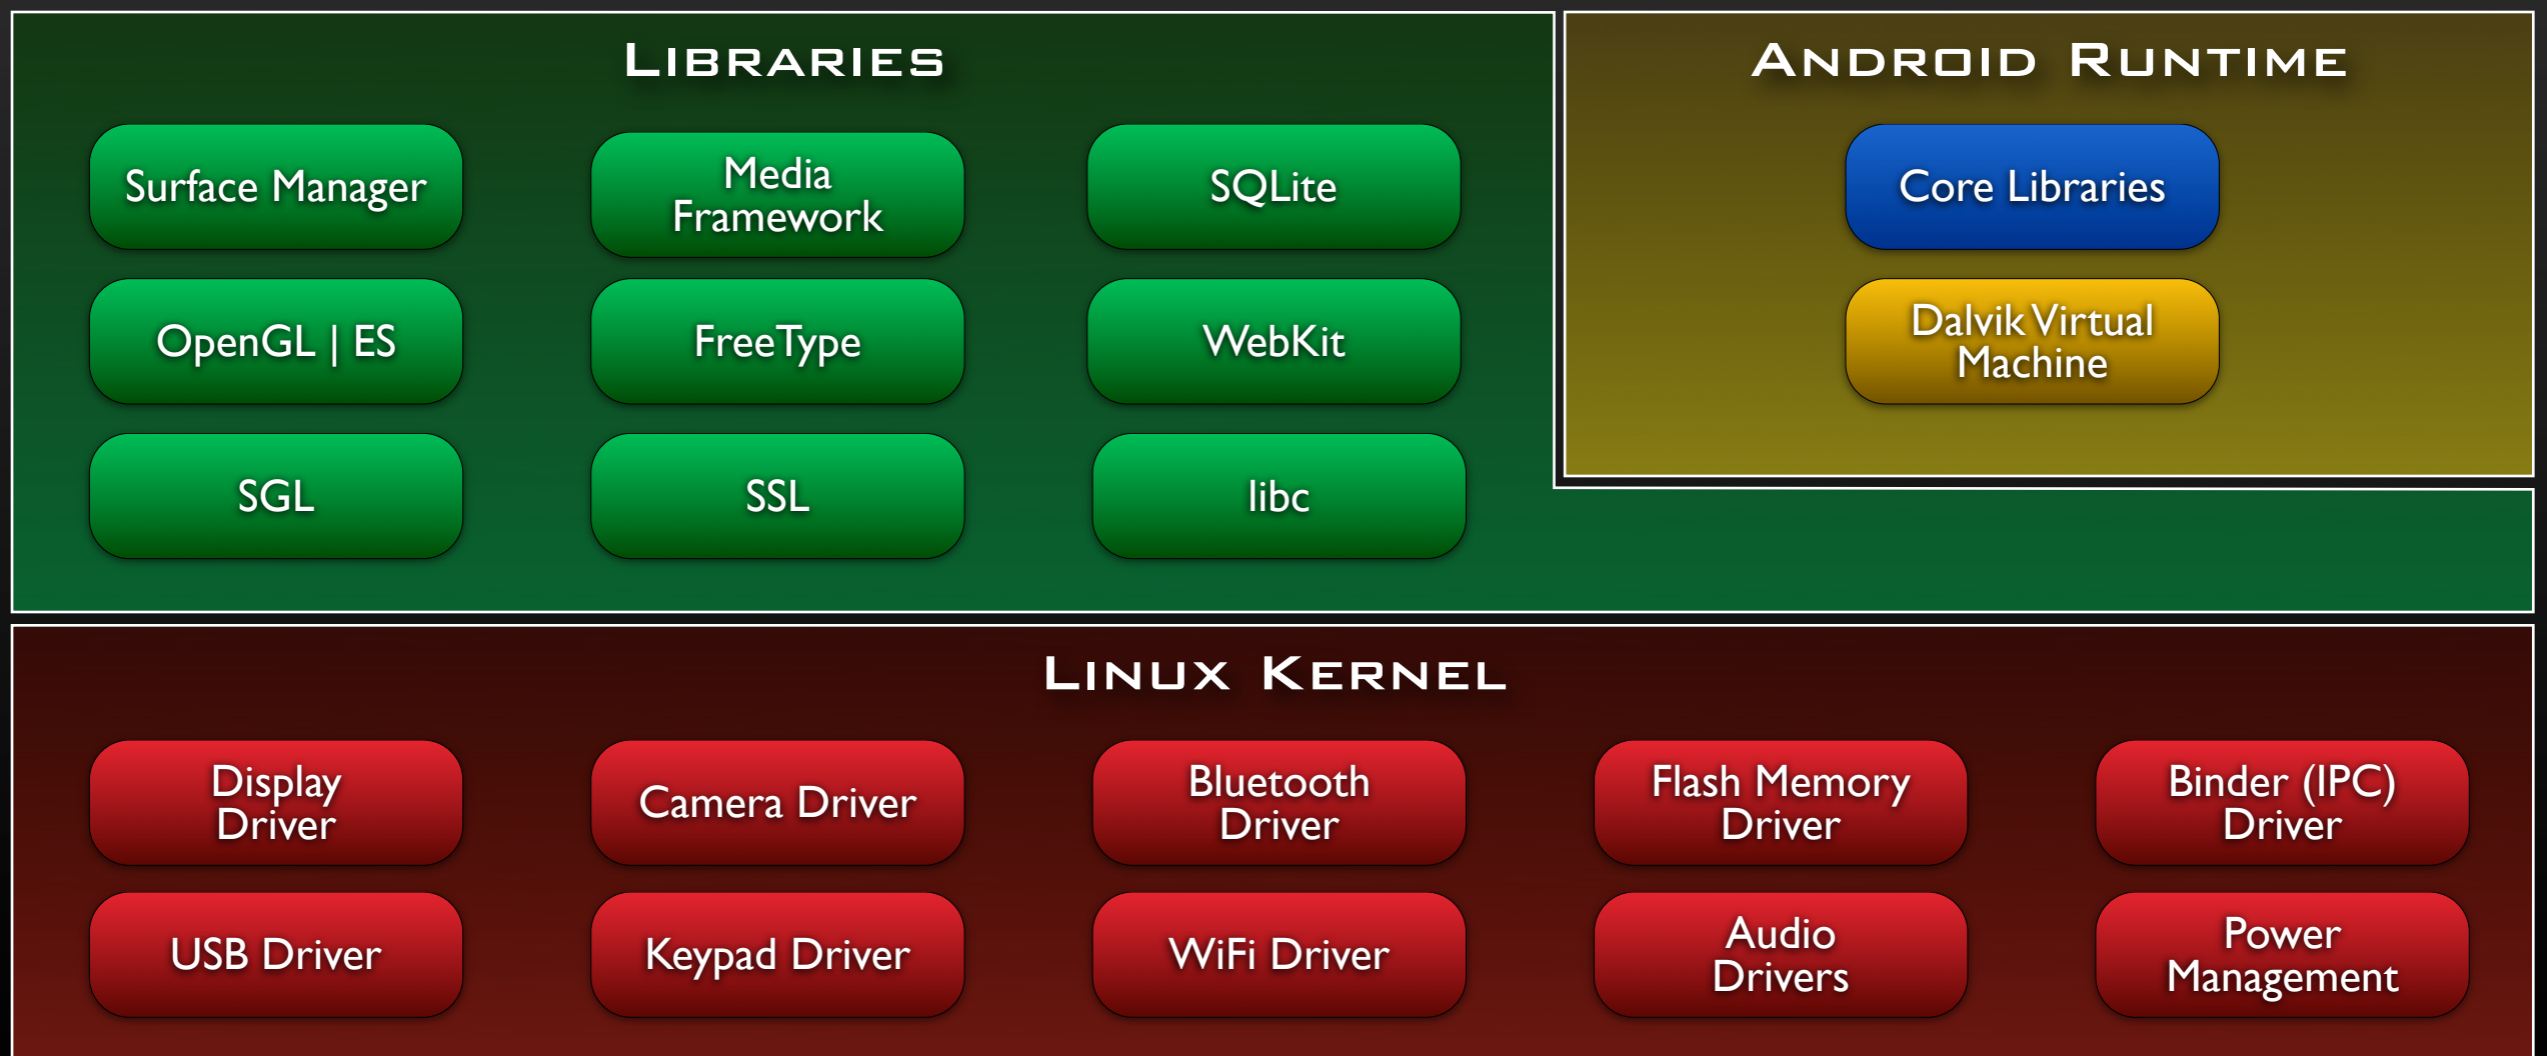 LIBRARIES
ANDROID RUNTIME
Surface Manager
Media
Framework
SQLite
Core Libraries
OpenGL | ES
FreeType
WebKit
Dalvik Virtual
Machine
SGL
SSL
libc
LINUX KERNEL
Display
Driver
Camera Driver
Bluetooth
Driver
Flash Memory
Driver
Binder (IPC)
Driver
USB Driver
Keypad Driver
WiFi Driver
Audio
Drivers
Power
Management